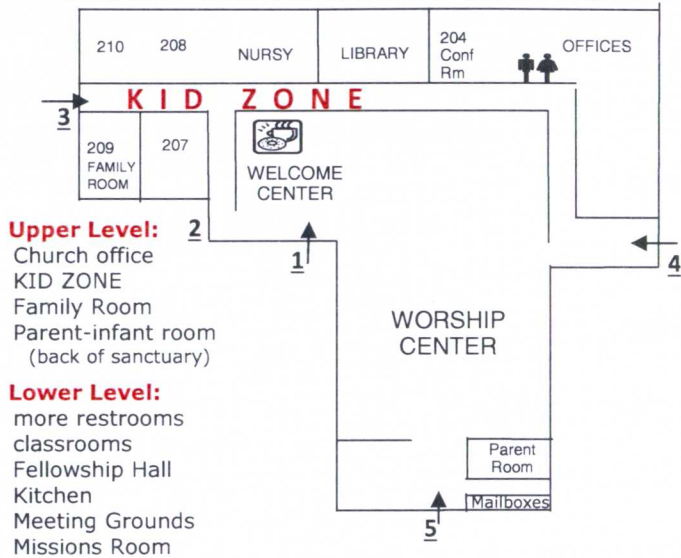 210
208
NURSY
LIBRARY
204
Conf
Rm
OFFICES
KID ZONE
3
209
FAMILY
ROOM
207
WELCOME
CENTER
2
1
4
Upper Level:
Church office
KID ZONE
Family Room
Parent-infant room
(back of sanctuary)
WORSHIP
CENTER
Lower Level:
more restrooms
classrooms
Fellowship Hall
Kitchen
Meeting Grounds
Missions Room
Parent
Room
Mailboxes
5